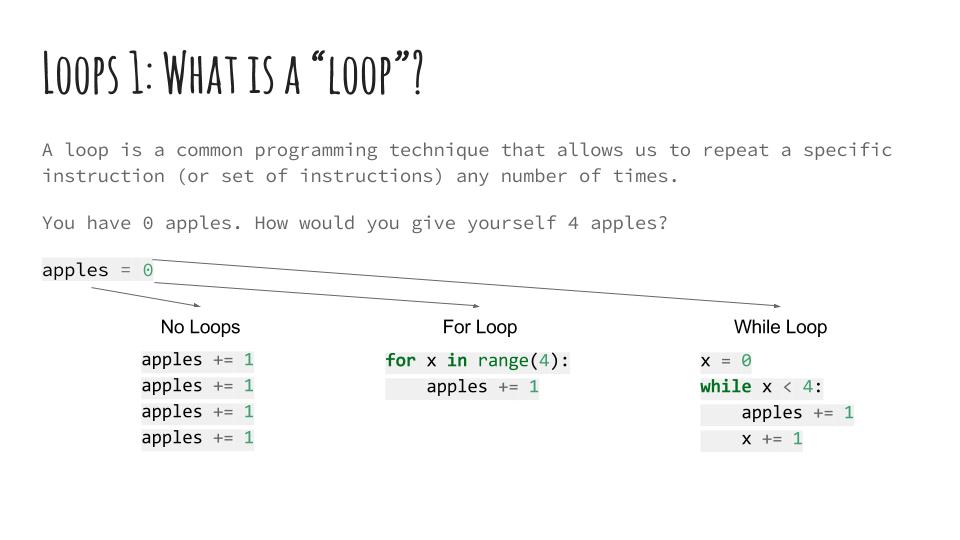 Loops 1: What is a “loop”?
A loop is a common programming technique that allows us to repeat a specific
instruction (or set of instructions) any number of times.
You have 0 apples. How would you give yourself 4 apples?
apples = 0
No Loops
apples += 1
apples += 1
apples += 1
apples += 1
For Loop
for x in range(4):
    apples += 1
While Loop
x = 0
while x < 4:
    apples += 1
    x += 1